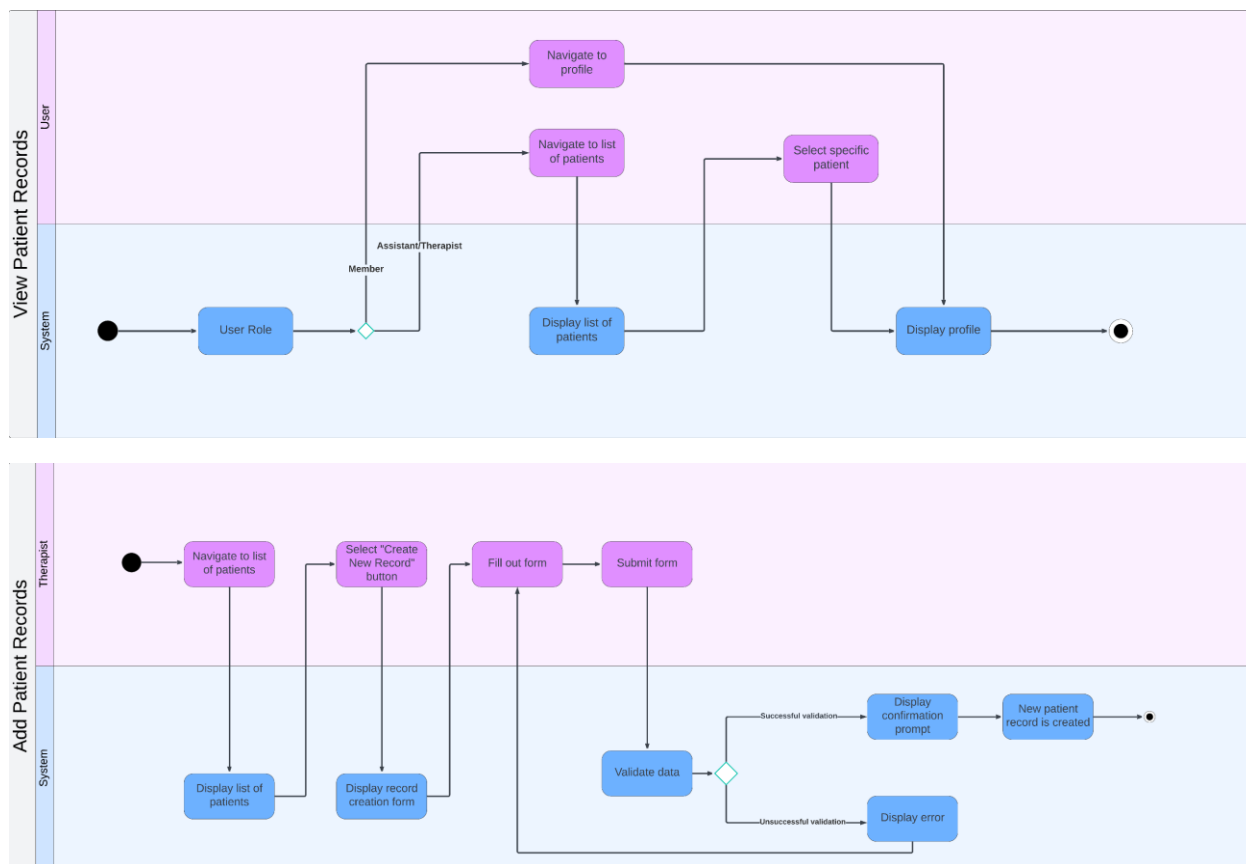 View Patient Records
User
System
Navigate to
profile
Navigate to list
of patients
Select specific
patient
Assistant/Therapist
Member
User Role
Display list of
patients
Display profile
Add Patient Records
Therapist
System
Navigate to list
of patients
Select "Create
New Record"
button
Fill out form
Submit form
Successful validation
Display
confirmation
prompt
New patient
record is created
Validate data
Display list of
patients
Display record
creation form
Unsuccessful validation
Display error